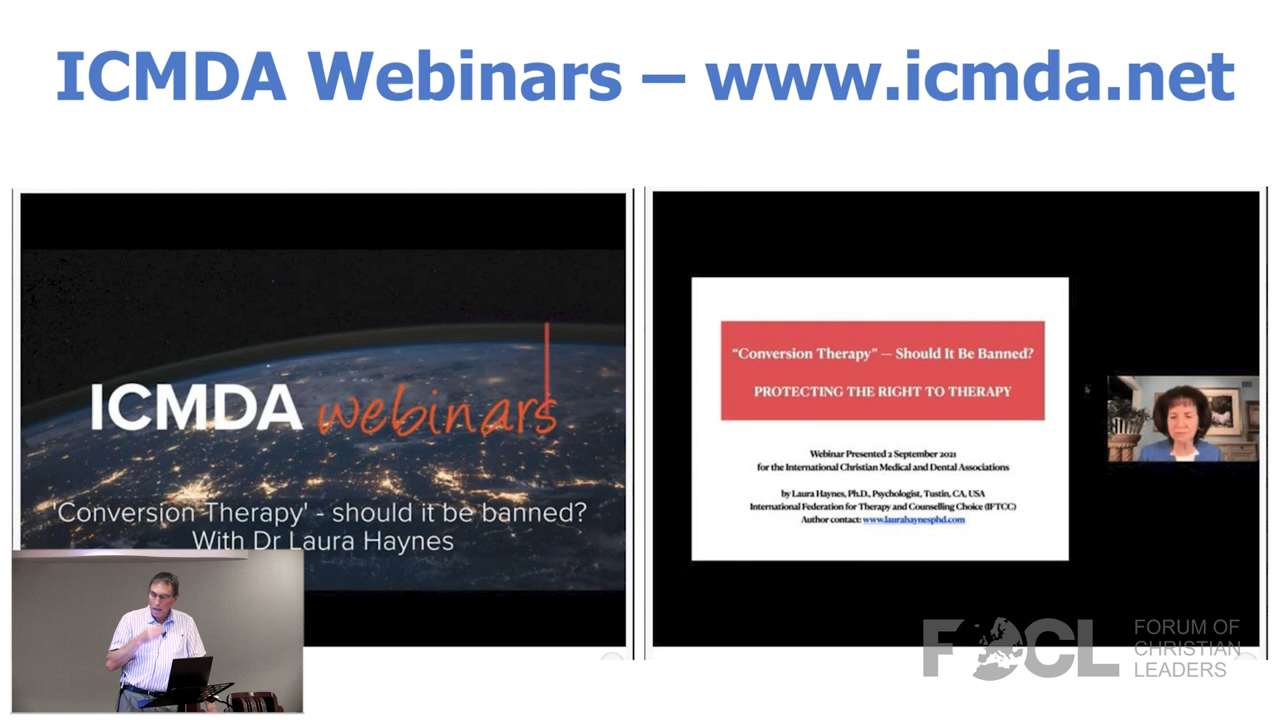 ICMDA Webinars – www.icmda.net
ICMDA webinars
'Conversion Therapy' - should it be banned?
With Dr Laura Haynes
“Conversion Therapy” — Should It Be Banned?
PROTECTING THE RIGHT TO THERAPY
Webinar Presented 2 September 2021
for the International Christian Medical and Dental Associations
by Laura Haynes, Ph.D., Psychologist, Tustin, CA, USA
International Federation for Therapy and Counselling Choice (IFTCC)
Author contact: www.laurahaynesphd.com
FOCL
FORUM OF
CHRISTIAN
LEADERS